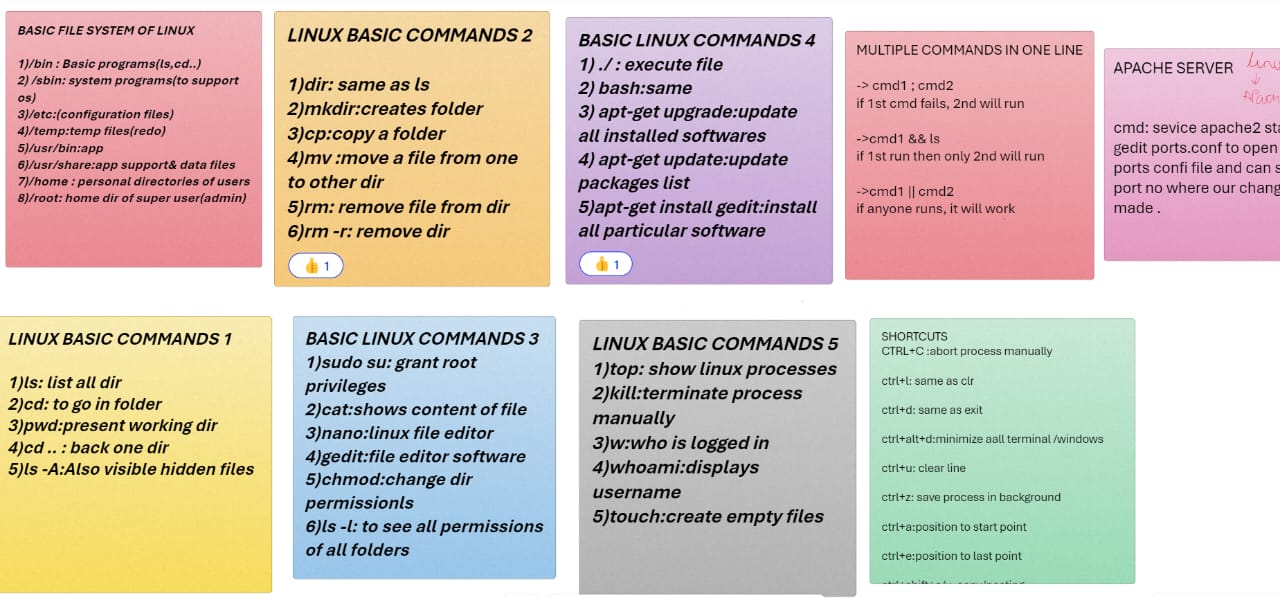 BASIC FILE SYSTEM OF LINUX
1)/bin : Basic programs(ls,cd..)
2) /sbin: system programs(to support
os)
3)/etc:(configuration files)
4)/temp:temp files(redo)
5)/usr/bin:app
6)/usr/share:app support& data files
7)/home : personal directories of users
8)/root: home dir of super user(admin)
LINUX BASIC COMMANDS 2
1)dir: same as ls
2)mkdir:creates folder
3)cp:copy a folder
4)mv :move a file from one
to other dir
5)rm: remove file from dir
6)rm -r: remove dir
1
BASIC LINUX COMMANDS 4
1) ./ : execute file
2) bash:same
3) apt-get upgrade:update
all installed softwares
4) apt-get update:update
packages list
5)apt-get install gedit:install
all particular software
1
MULTIPLE COMMANDS IN ONE LINE
-> cmd1 ; cmd2
if 1st cmd fails, 2nd will run
->cmd1 && ls
if 1st run then only 2nd will run
->cmd1 || cmd2
if anyone runs, it will work
APACHE SERVER
cmd: sevice apache2 sta
gedit ports.conf to open
ports confi file and can s
port no where our chang
made .
LINUX BASIC COMMANDS 1
1)ls: list all dir
2)cd: to go in folder
3)pwd:present working dir
4)cd .. : back one dir
5)ls -A:Also visible hidden files
BASIC LINUX COMMANDS 3
1)sudo su: grant root
privileges
2)cat:shows content of file
3)nano:linux file editor
4)gedit:file editor software
5)chmod:change dir
permissionls
6)ls -l: to see all permissions
of all folders
LINUX BASIC COMMANDS 5
1)top: show linux processes
2)kill:terminate process
manually
3)w:who is logged in
4)whoami:displays
username
5)touch:create empty files
SHORTCUTS
CTRL+C :abort process manually
ctrl+l: same as clr
ctrl+d: same as exit
ctrl+alt+d:minimize aall terminal /windows
ctrl+u: clear line
ctrl+z: save process in background
ctrl+a:position to start point
ctrl+e:position to last point